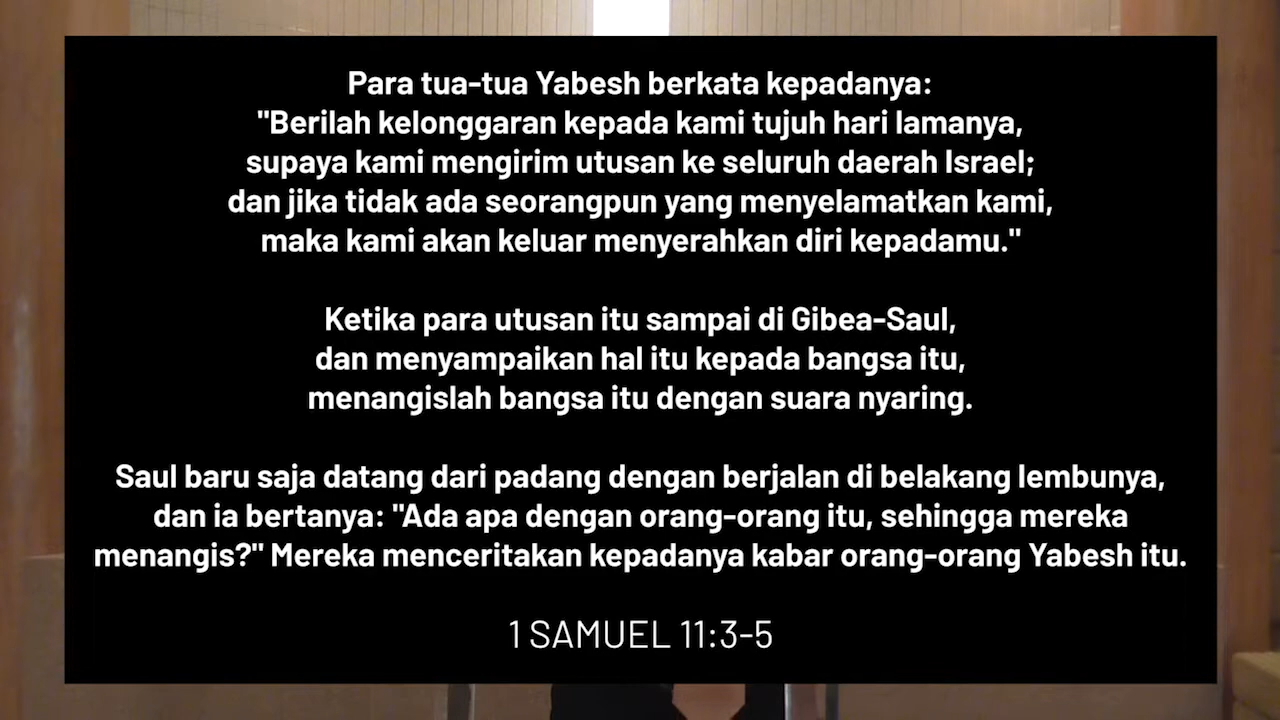 Para tua-tua Yabesh berkata kepadanya:
"Berilah kelonggaran kepada kami tujuh hari lamanya,
supaya kami mengirim utusan ke seluruh daerah Israel;
dan jika tidak ada seorangpun yang menyelamatkan kami,
maka kami akan keluar menyerahkan diri kepadamu."
Ketika para utusan itu sampai di Gibea-Saul,
dan menyampaikan hal itu kepada bangsa itu,
menangislah bangsa itu dengan suara nyaring.
Saul baru saja datang dari padang dengan berjalan di belakang lembunya,
dan ia bertanya: "Ada apa dengan orang-orang itu, sehingga mereka
menangis?" Mereka menceritakan kepadanya kabar orang-orang Yabesh itu.
1 SAMUEL 11:3-5